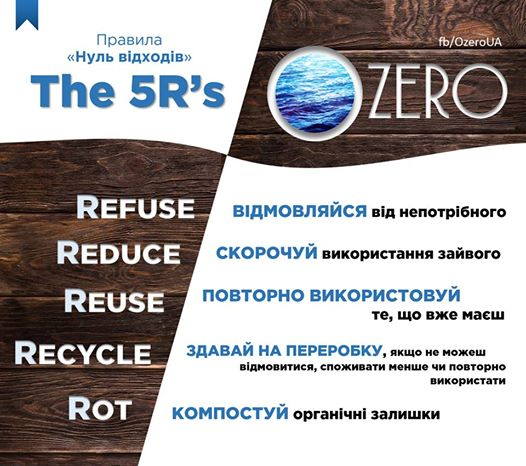 Правила
«Нуль відходів»
The 5R's
fb/OzeroUA
OZERO
REFUSE
ВІДМОВЛЯЙСЯ від непотрібного
REDUCE
СКОРОЧУЙ використання зайвого
REUSE
ПОВТОРНО ВИКОРИСТОВУЙ
те, що вже маєш
RECYCLE
ЗДАВАЙ НА ПЕРЕРОБКУ, якщо не можеш
відмовитися, споживати менше чи повторно
використати
ROT
КОМПОСТУЙ органічні залишки